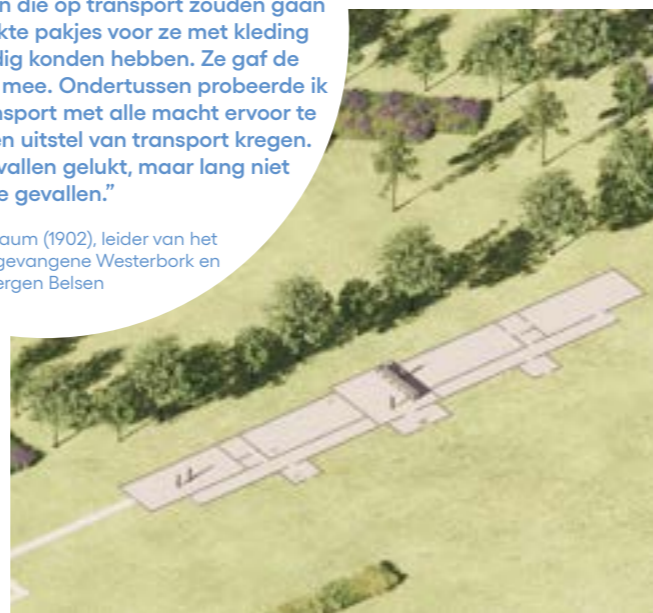 n die op transport zouden gaan
kte pakjes voor ze met kleding
dig konden hebben. Ze gaf de
mee. Ondertussen probeerde ik
nsport met alle macht ervoor te
en uitstel van transport kregen.
vallen gelukt, maar lang niet
e gevallen.”
aum (1902), leider van het
gevangene Westerbork en
ergen Belsen